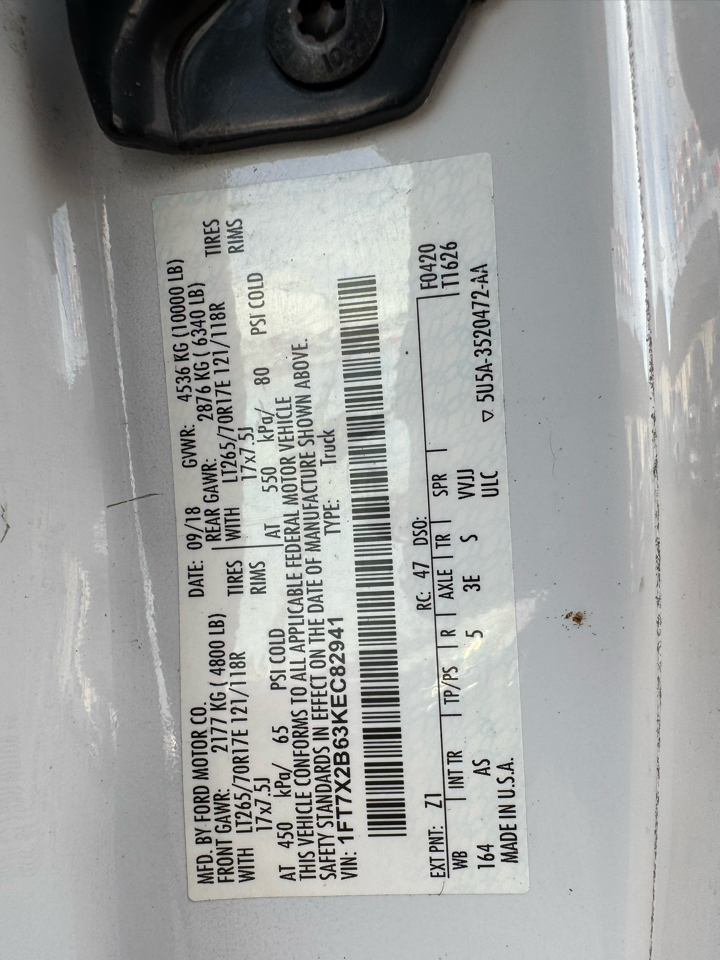 MFD. BY FORD MOTOR CO.
DATE: 09/18 GVWR: 4536 KG (10000 LB)
FRONT GAWR: 2177 KG ( 4800 LB) REAR GAWR: 2876 KG ( 6340 LB)
WITH LT265/70R17E 121/118R TIRES WITH LT265/70R17E 121/118R TIRES
17x7.5J RIMS 17x7.5J RIMS
AT 450 kPa/ 65 PSI COLD AT 550 kPa/ 80 PSI COLD
THIS VEHICLE CONFORMS TO ALL APPLICABLE FEDERAL MOTOR VEHICLE
SAFETY STANDARDS IN EFFECT ON THE DATE OF MANUFACTURE SHOWN ABOVE.
VIN: 1FT7X2B63KEC82941 TYPE: Truck
EXT PNT: Z1 RC: 47 DSO: F0420
WB INT TR TP/PS R AXLE TR SPR T1626
164 AS 5 3E S VVJJ
MADE IN U.S.A. ULC ▽ 5U5A-3520472-AA
10.9